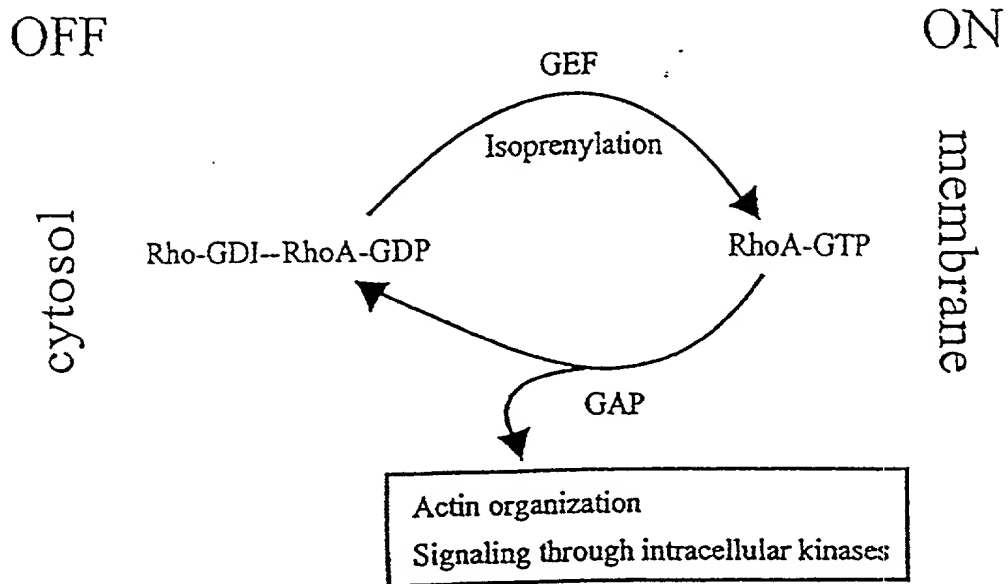 OFF
ON
GEF
Isoprenylation
cytosol
membrane
Rho-GDI--RhoA-GDP
RhoA-GTP
GAP
Actin organization
Signaling through intracellular kinases